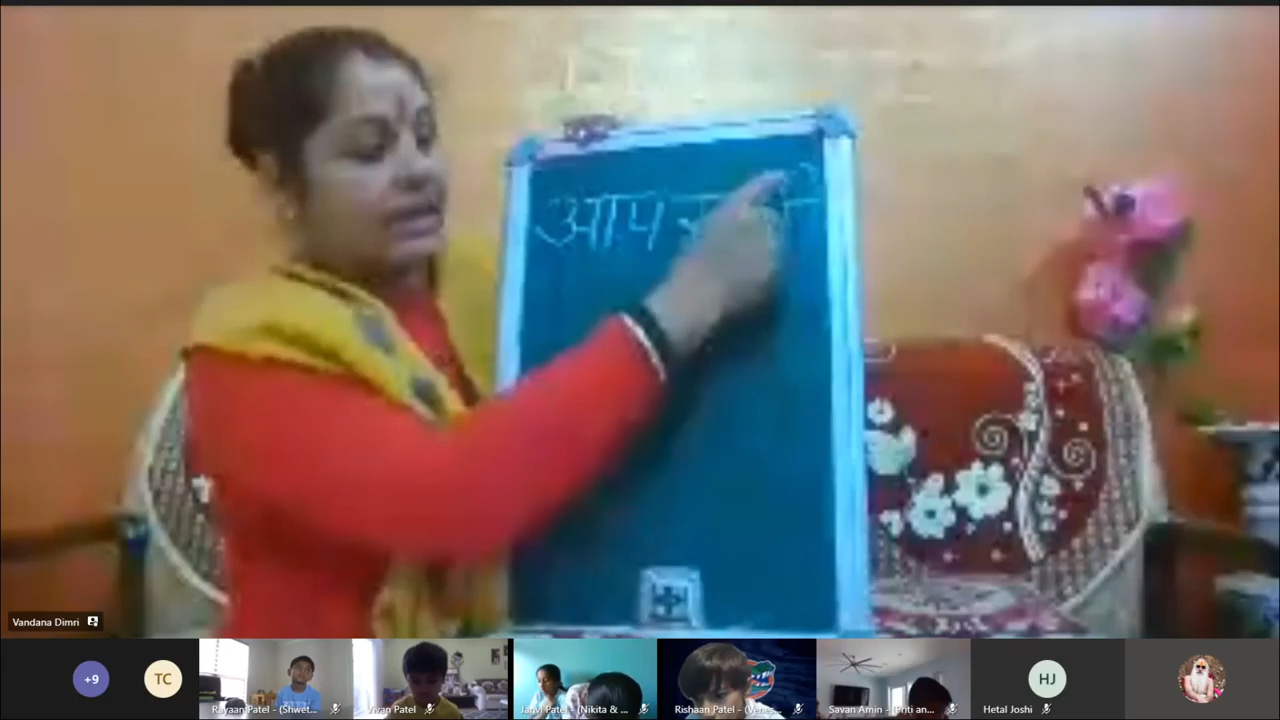 आप
Vandana Dimri
+9
TC
Rayaan Patel - (Shwet...
Vivan Patel
Janvi Patel - (Nikita & ...
Rishaan Patel - (Venes...
Savan Amin - (Priti an...
HJ
Hetal Joshi